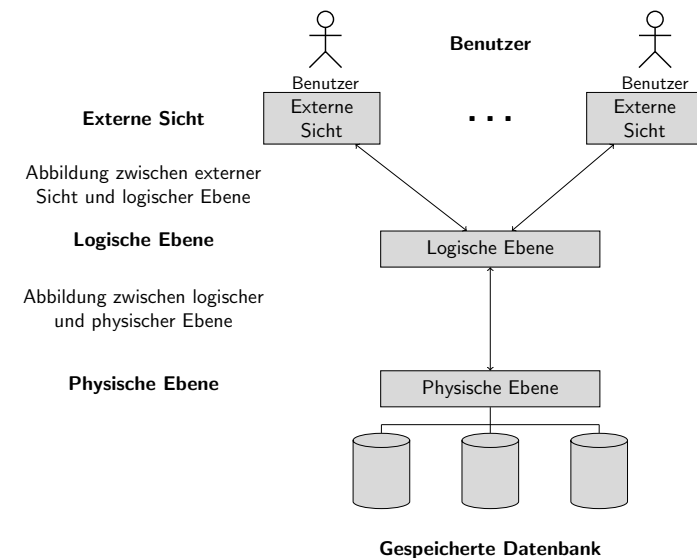 Benutzer
Benutzer
Benutzer
Externe Sicht
Externe
Sicht
. . .
Externe
Sicht
Abbildung zwischen externer
Sicht und logischer Ebene
Logische Ebene
Logische Ebene
Abbildung zwischen logischer
und physischer Ebene
Physische Ebene
Physische Ebene
Gespeicherte Datenbank